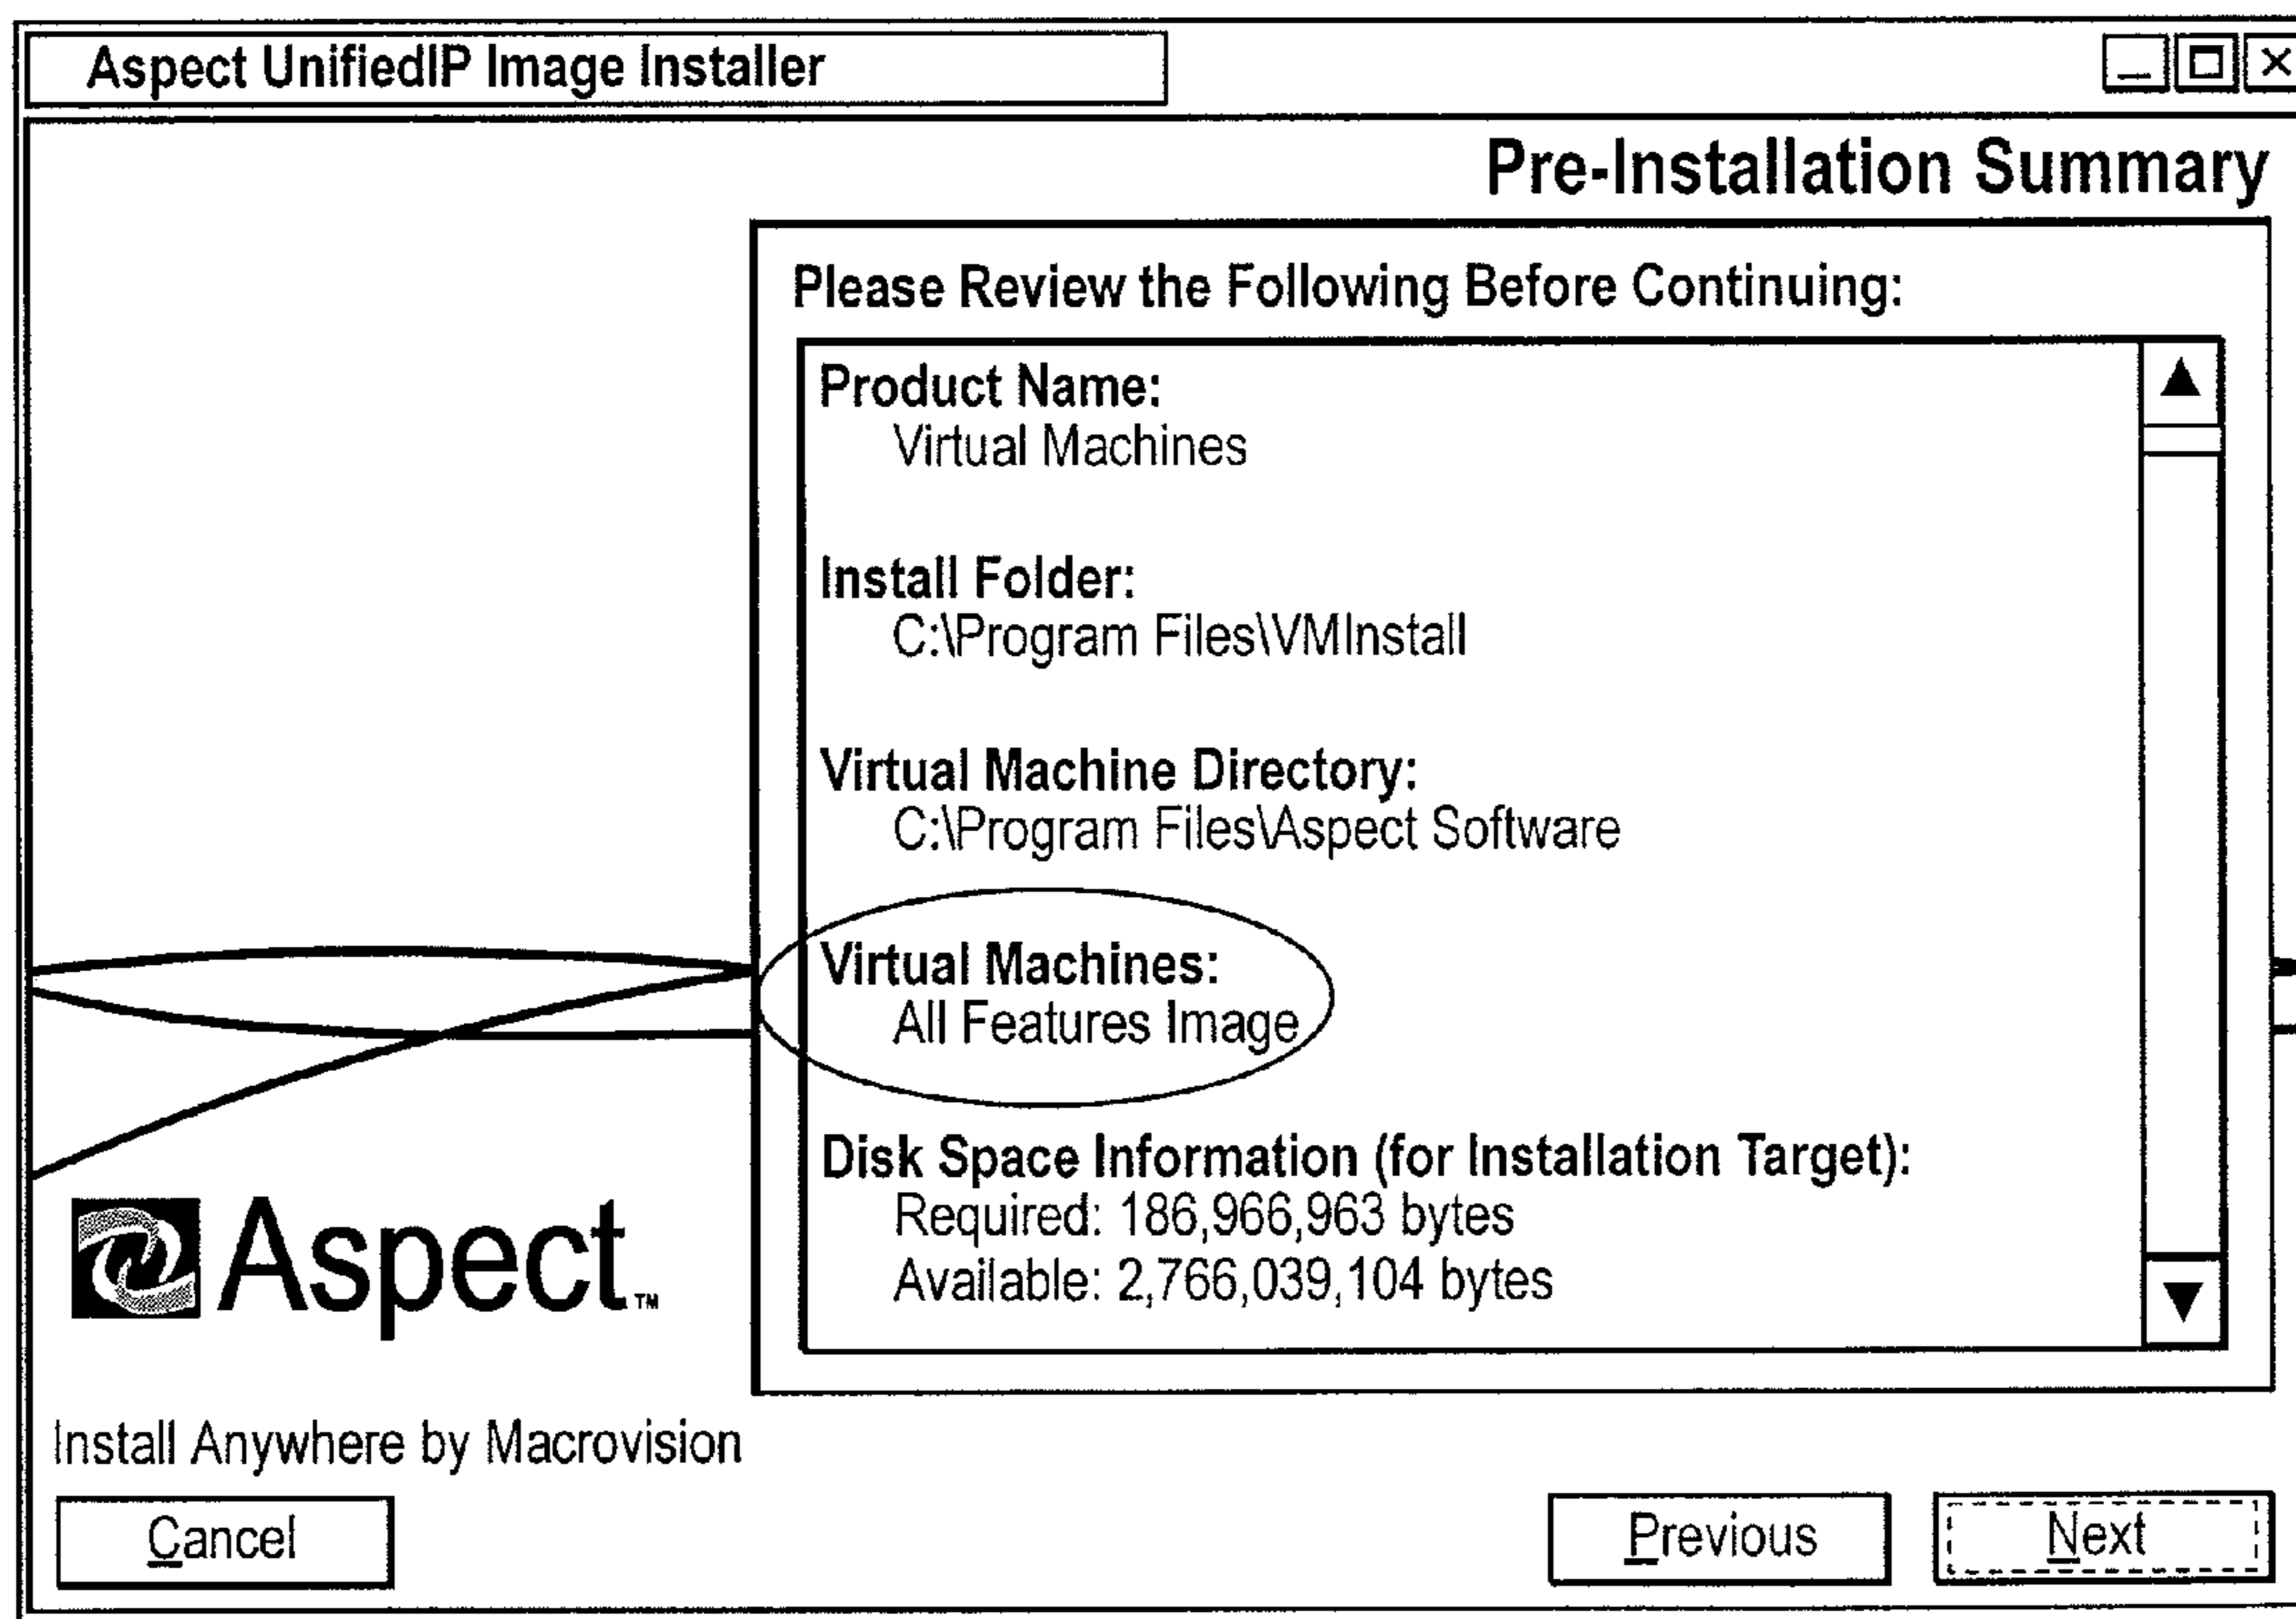 Aspect UnifiedIP Image Installer
Pre-Installation Summary
Please Review the Following Before Continuing:
Product Name:
Virtual Machines
Install Folder:
C:\Program Files\VMInstall
Virtual Machine Directory:
C:\Program Files\Aspect Software
Virtual Machines:
All Features Image
Disk Space Information (for Installation Target):
Required: 186,966,963 bytes
Available: 2,766,039,104 bytes
Aspect™
Install Anywhere by Macrovision
Cancel
Previous
Next